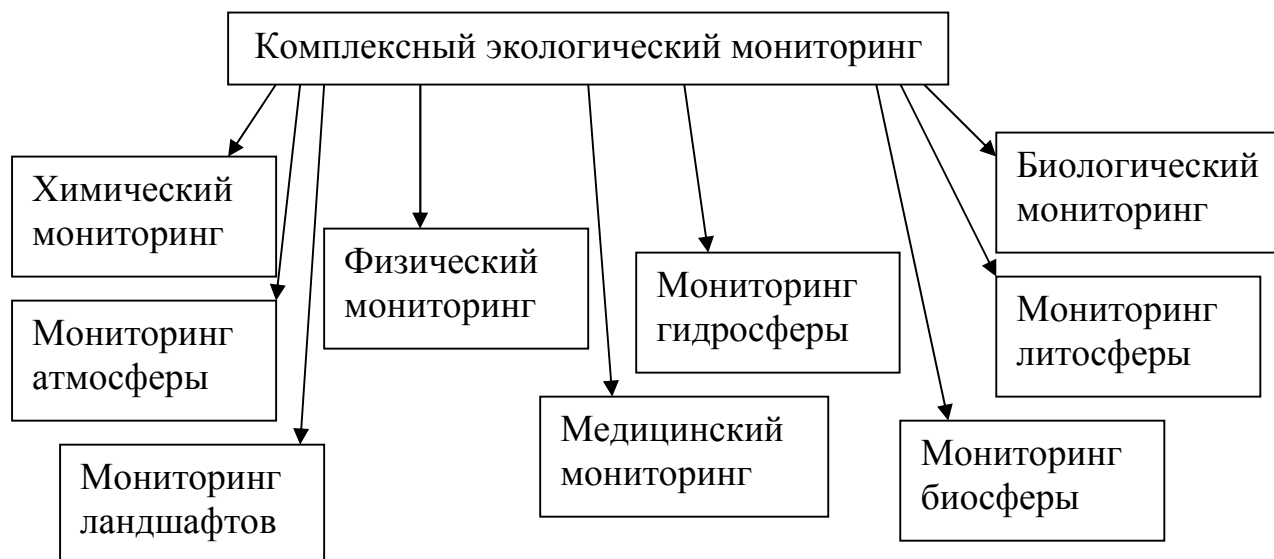 Комплексный экологический мониторинг
Химический
мониторинг
Мониторинг
атмосферы
Мониторинг
ландшафтов
Физический
мониторинг
Медицинский
мониторинг
Мониторинг
гидросферы
Мониторинг
биосферы
Биологический
мониторинг
Мониторинг
литосферы